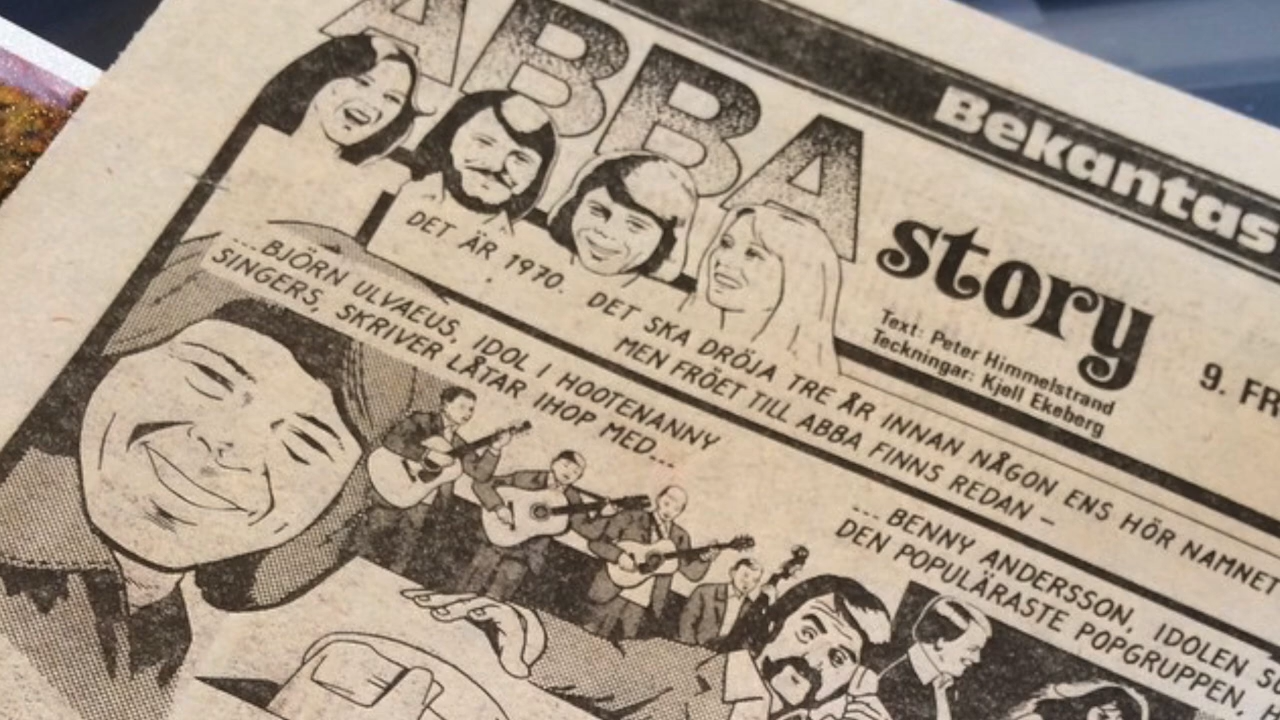 Bekantas
ABBA
story
Text: Peter Himmelstrand
Teckningar: Kjell Ekeberg
9. FR
DET ÄR 1970. DET SKA DRÖJA TRE ÅR INNAN NÅGON ENS HÖR NAMNET
MEN FRÖET TILL ABBA FINNS REDAN –
...BJÖRN ULVAEUS, IDOL I HOOTENANNY
SINGERS, SKRIVER LÅTAR IHOP MED...
... BENNY ANDERSSON, IDOLEN
DEN POPULÄRASTE POPGRUPPEN,